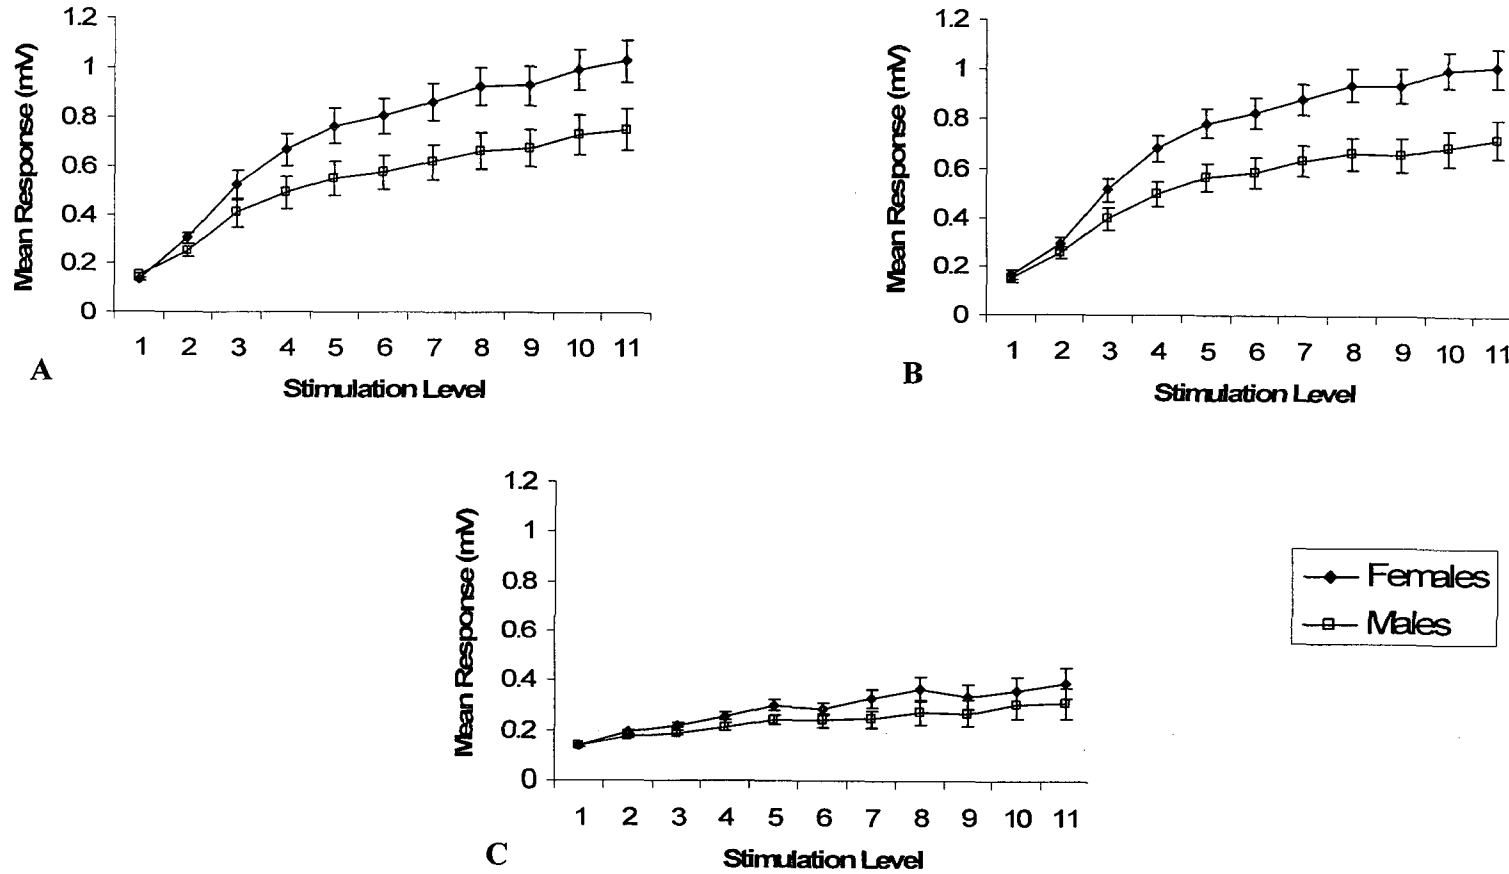 1.2
1
0.8
0.6
0.4
0.2
0
Mean Response (mV)
1 2 3 4 5 6 7 8 9 10 11
A
Stimulation Level
1.2
1
0.8
0.6
0.4
0.2
0
Mean Response (mV)
1 2 3 4 5 6 7 8 9 10 11
B
Stimulation Level
1.2
1
0.8
0.6
0.4
0.2
0
Mean Response (mV)
1 2 3 4 5 6 7 8 9 10 11
C
Stimulation Level
Females
Males